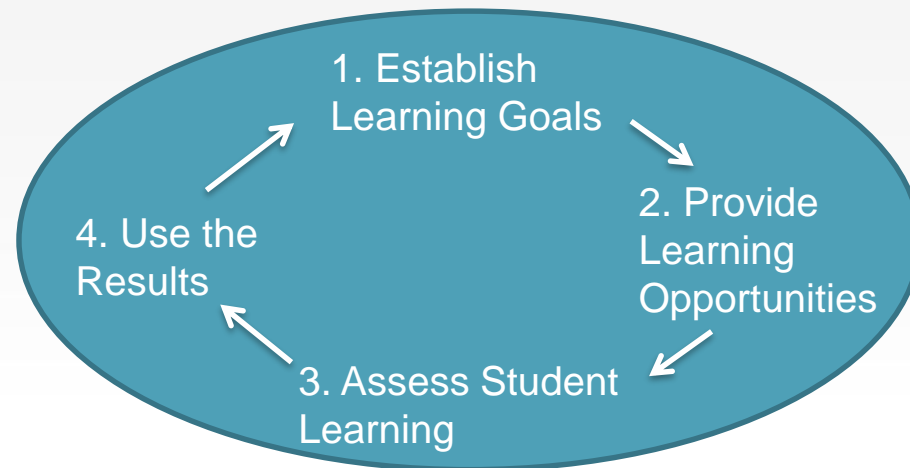 1. Establish
Learning Goals
2. Provide
Learning
Opportunities
3. Assess Student
Learning
4. Use the
Results